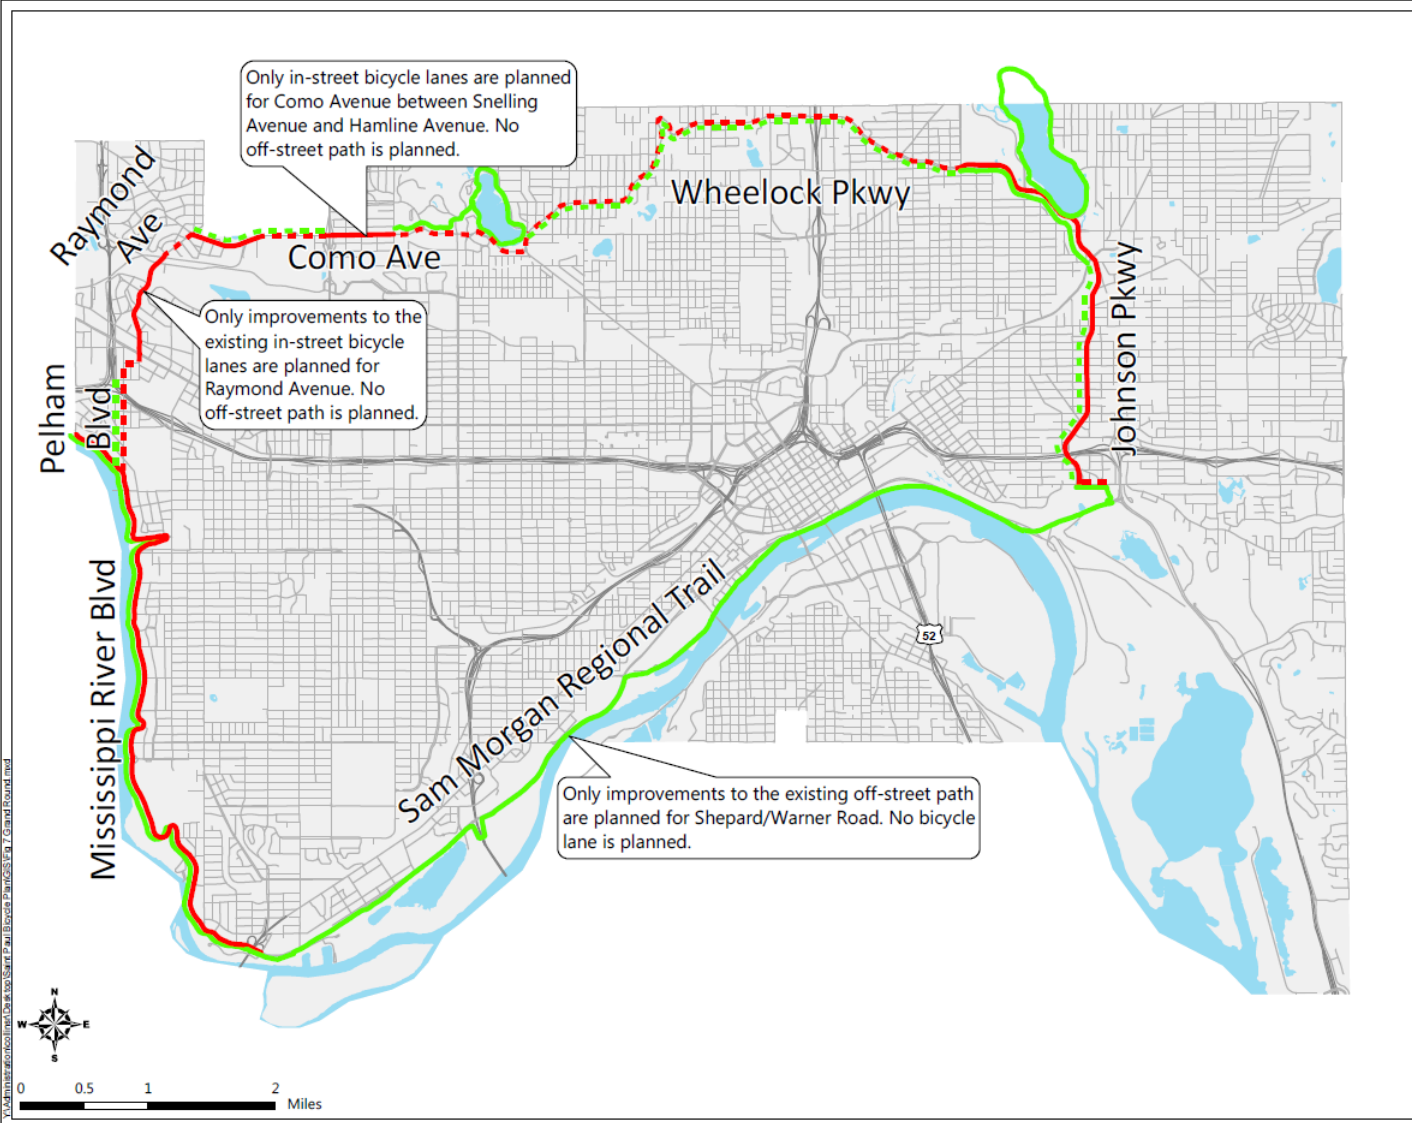 Only in-street bicycle lanes are planned
for Como Avenue between Snelling
Avenue and Hamline Avenue. No
off-street path is planned.
Raymond
Ave
Wheelock Pkwy
Como Ave
Johnson Pkwy
Only improvements to the
existing in-street bicycle
lanes are planned for
Raymond Avenue. No
off-street path is planned.
Pelham
Blvd
Mississippi River Blvd
Sam Morgan Regional Trail
52
Only improvements to the existing off-street path
are planned for Shepard/Warner Road. No bicycle
lane is planned.
N
W
E
S
0
0.5
1
2
Miles